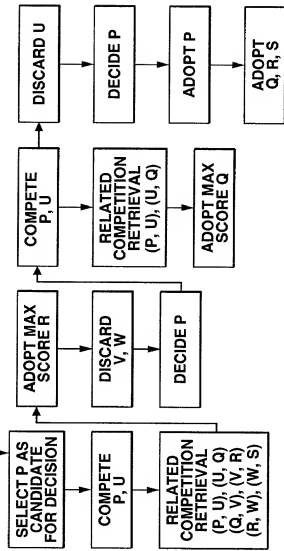 SELECT P AS
CANDIDATE
FOR DECISION
COMPETE
P, U
RELATED
COMPETITION
RETRIEVAL
(P, U), (U, Q)
(Q, V), (V, R)
(R, W), (W, S)
ADOPT MAX
SCORE R
DISCARD
V, W
DECIDE P
COMPETE
P, U
RELATED
COMPETITION
RETRIEVAL
(P, U), (U, Q)
ADOPT MAX
SCORE Q
DISCARD U
DECIDE P
ADOPT P
ADOPT
Q, R, S